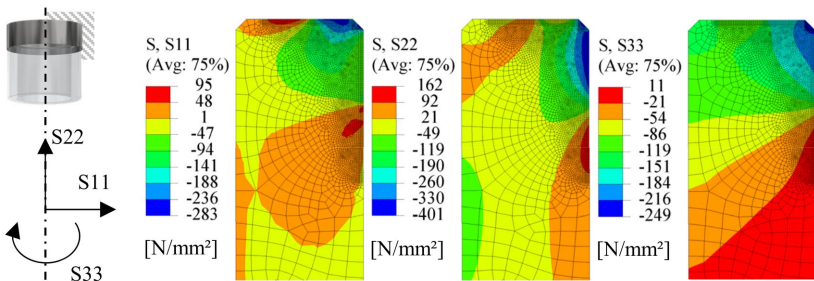 S22
S11
S33
S, S11
(Avg: 75%)
95
48
1
-47
-94
-141
-188
-236
-283
[N/mm²]
S, S22
(Avg: 75%)
162
92
21
-49
-119
-190
-260
-330
-401
[N/mm²]
S, S33
(Avg: 75%)
11
-21
-54
-86
-119
-151
-184
-216
-249
[N/mm²]